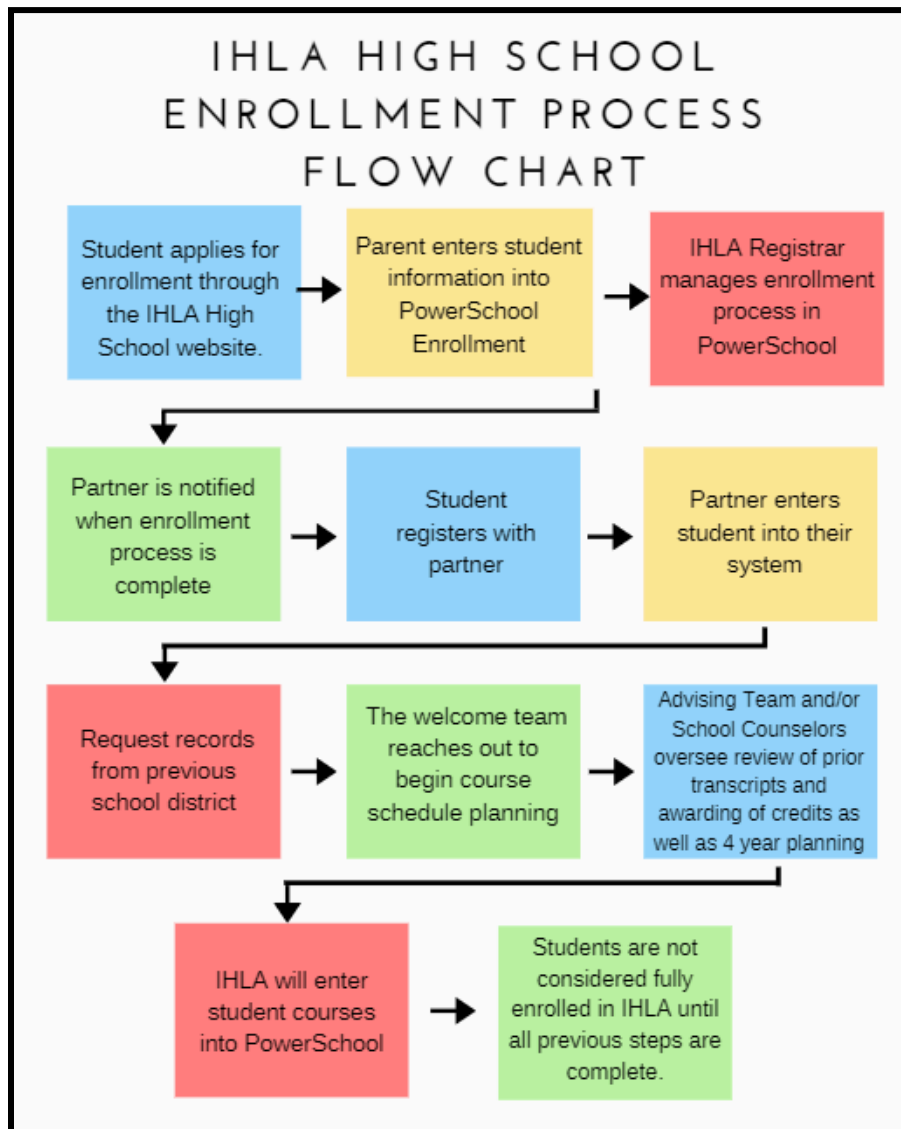 IHLA HIGH SCHOOL
ENROLLMENT PROCESS
FLOW CHART
Student applies for
enrollment through
the IHLA High
School website.
Parent enters student
information into
PowerSchool
Enrollment
IHLA Registrar
manages enrollment
process in
PowerSchool
Partner is notified
when enrollment
process is
complete
Student
registers with
partner
Partner enters
student into their
system
Request records
from previous
school district
The welcome team
reaches out to
begin course
schedule planning
Advising Team and/or
School Counselors
oversee review of prior
transcripts and
awarding of credits as
well as 4 year planning
IHLA will enter
student courses
into PowerSchool
Students are not
considered fully
enrolled in IHLA until
all previous steps are
complete.